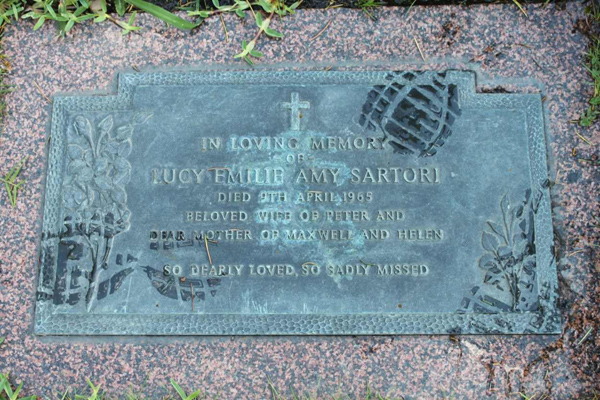 IN LOVING MEMORY
OF
LUCY EMILIE AMY SARTORI
DIED 9TH APRIL 1965
BELOVED WIFE OF PETER AND
DEAR MOTHER OF MAXWELL AND HELEN
SO DEARLY LOVED, SO SADLY MISSED